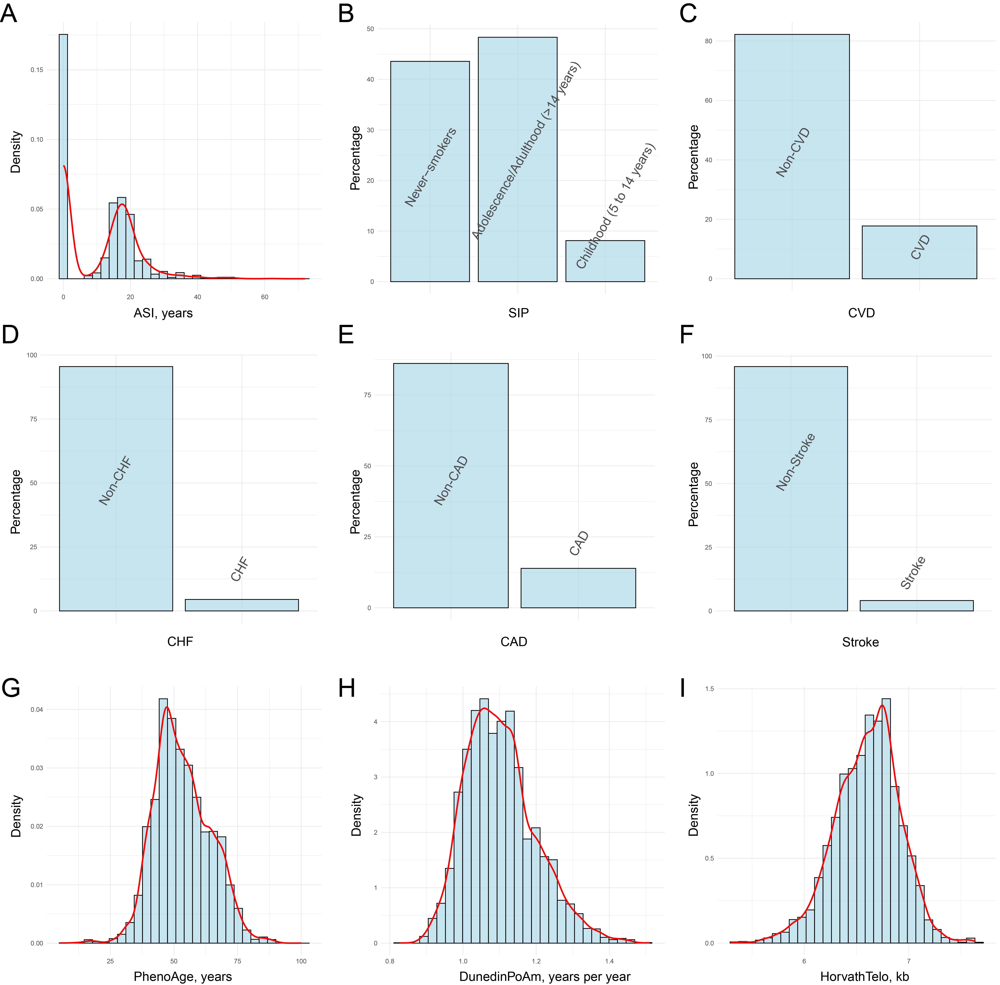 A
Density
0.15
0.10
0.05
0.00
0
20
40
60
ASI, years
B
Percentage
50
40
30
20
10
0
Never−smokers
Adolescence/Adulthood (>14 years)
Childhood (5 to 14 years)
SIP
C
Percentage
80
60
40
20
0
Non-CVD
CVD
CVD
D
Percentage
100
75
50
25
0
Non-CHF
CHF
CHF
E
Percentage
75
50
25
0
Non-CAD
CAD
CAD
F
Percentage
100
75
50
25
0
Non-Stroke
Stroke
Stroke
G
Density
0.04
0.03
0.02
0.01
0.00
25
50
75
100
PhenoAge, years
H
Density
4
3
2
1
0
0.8
1.0
1.2
1.4
DunedinPoAm, years per year
I
Density
1.5
1.0
0.5
0.0
6
7
HorvathTelo, kb